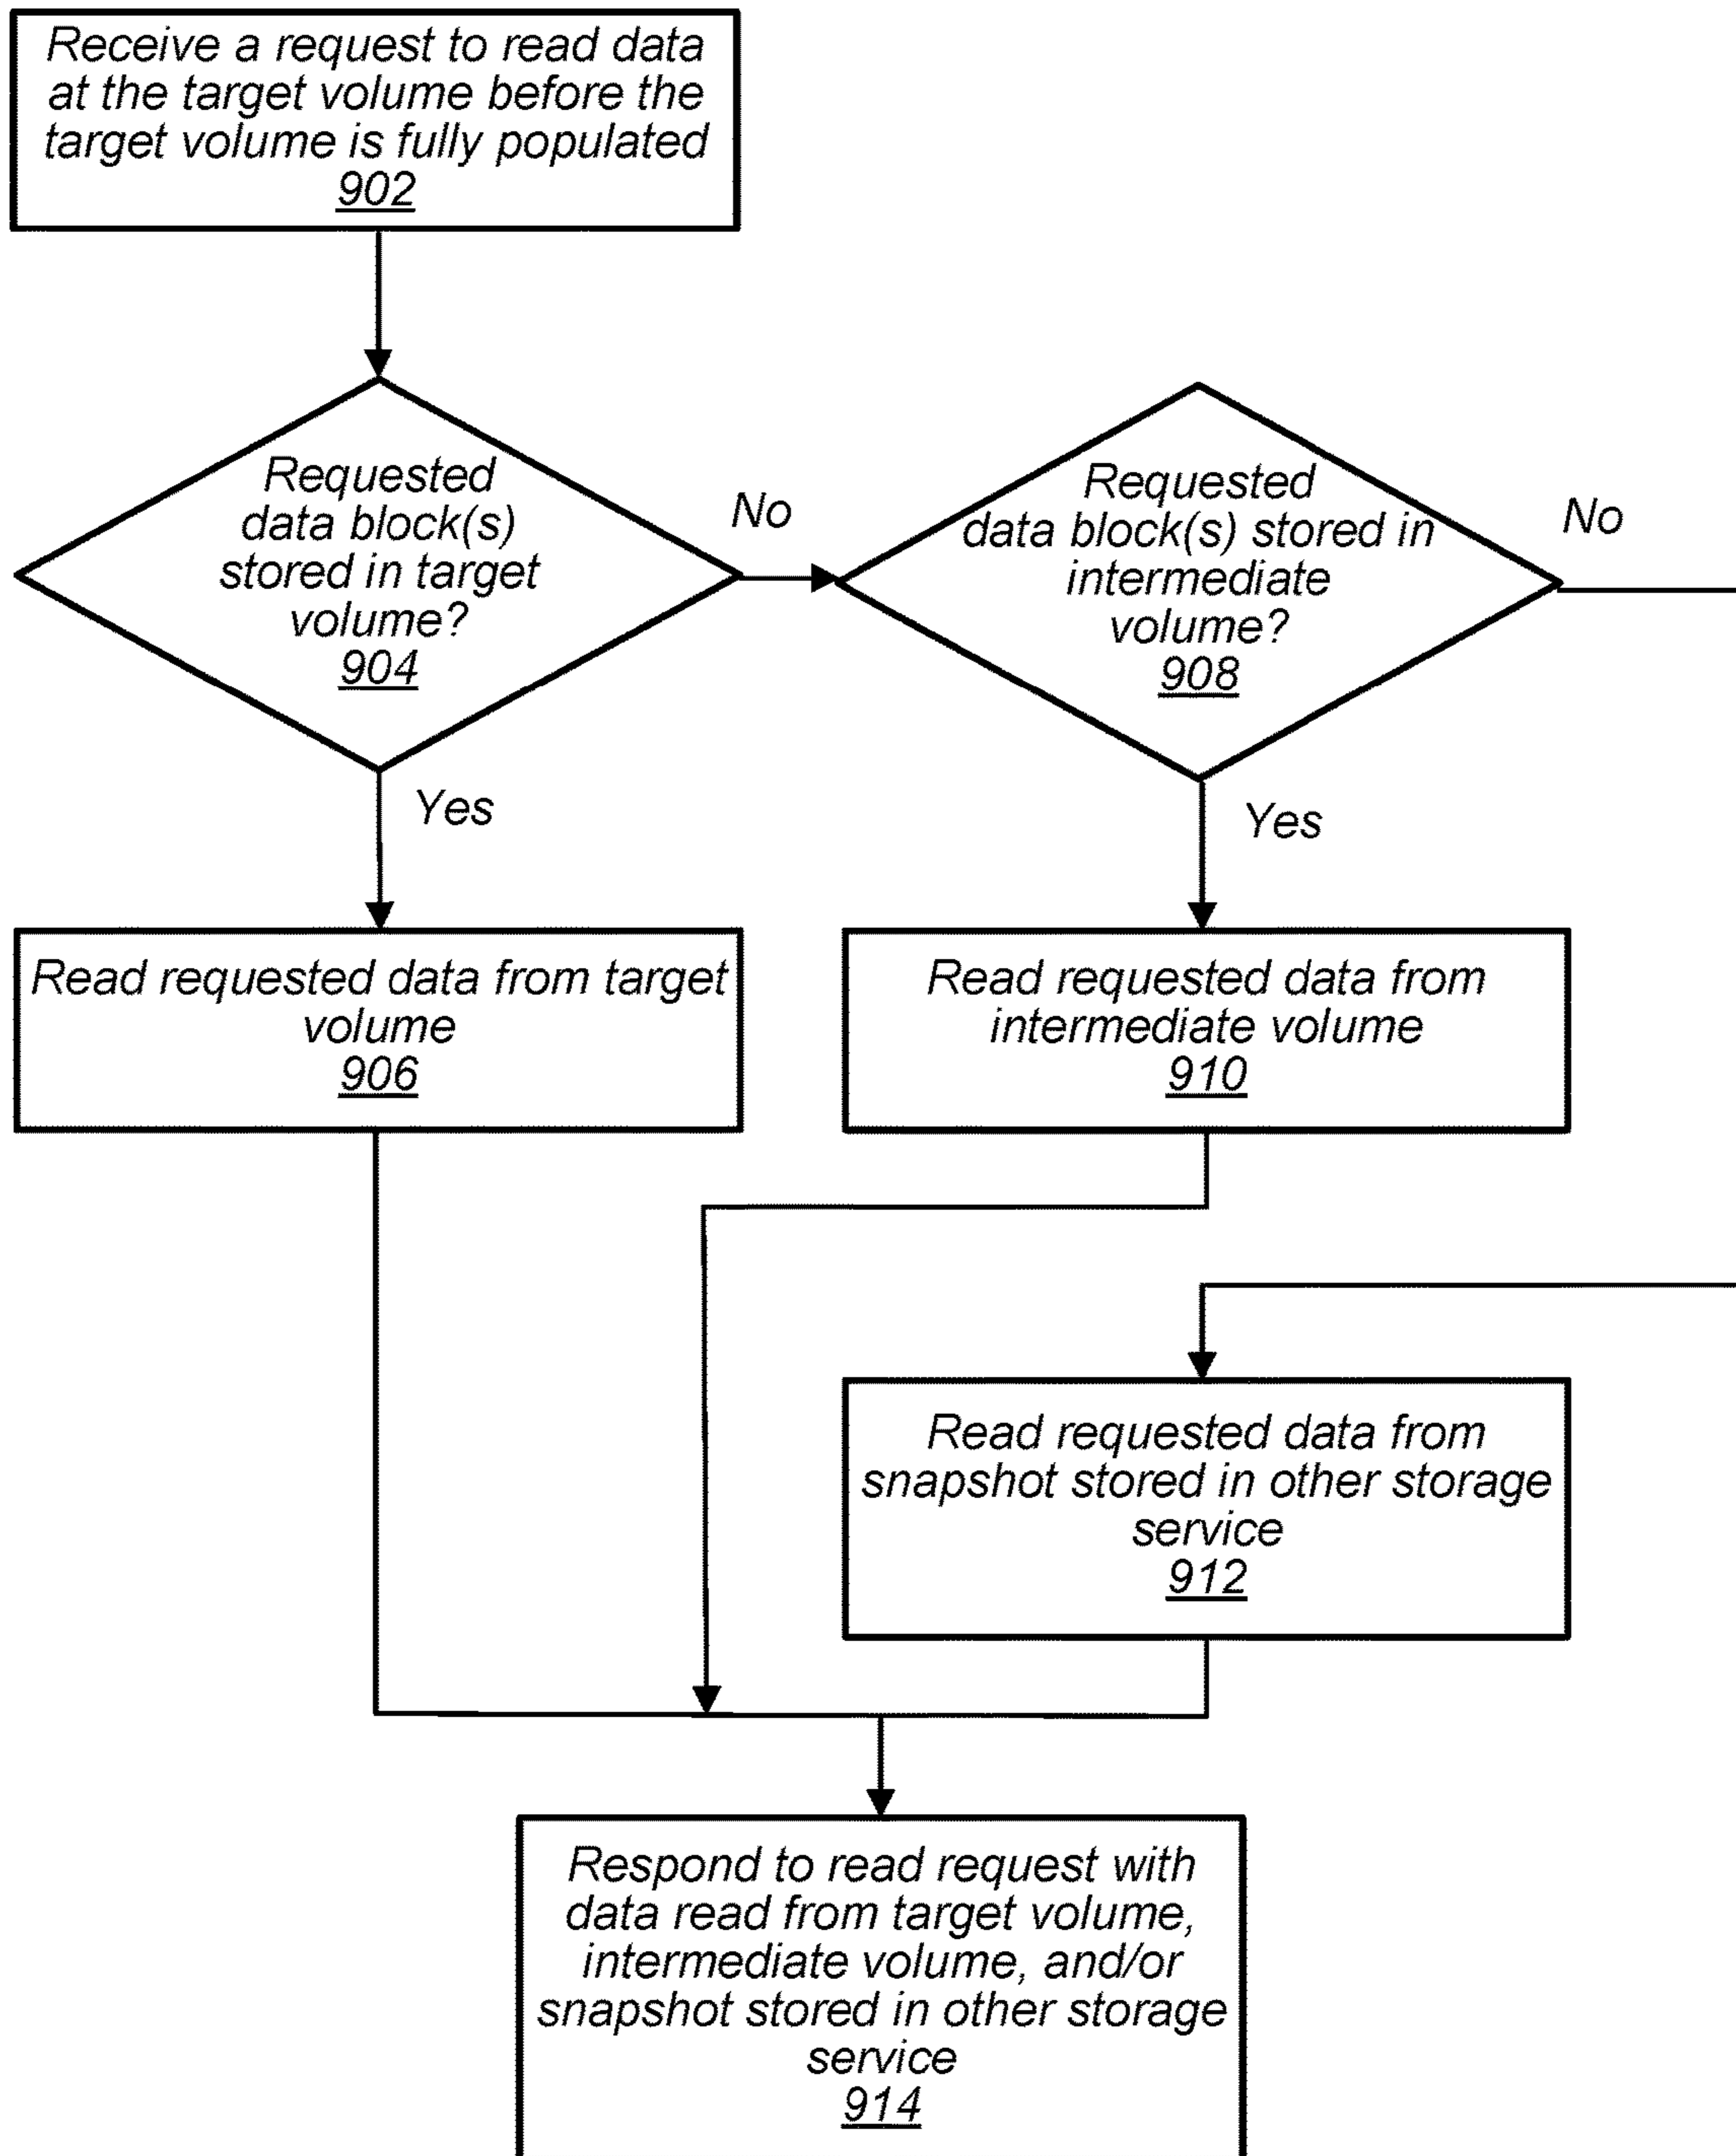 Receive a request to read data
at the target volume before the
target volume is fully populated
902
Requested
data block(s)
stored in target
volume?
904
No
Requested
data block(s) stored in
intermediate
volume?
908
No
Yes
Yes
Read requested data from target
volume
906
Read requested data from
intermediate volume
910
Read requested data from
snapshot stored in other storage
service
912
Respond to read request with
data read from target volume,
intermediate volume, and/or
snapshot stored in other storage
service
914